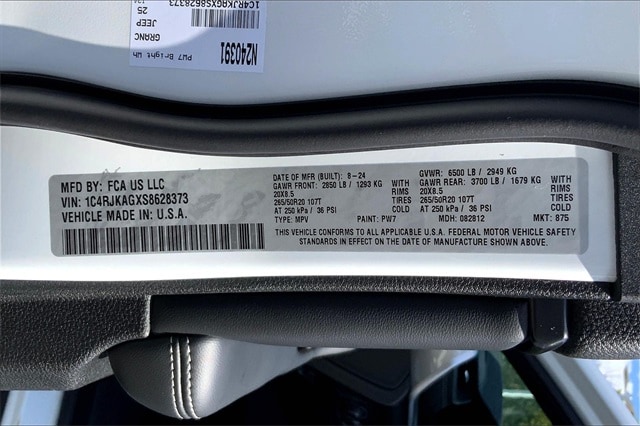 N240391
PW7 Bright Wh
GRANC
JEEP
25
1C4RJKAGXS8628373
MFD BY: FCA US LLC
VIN: 1C4RJKAGXS8628373
VEHICLE MADE IN: U.S.A.
DATE OF MFR (BUILT): 8-24 GVWR: 6500 LB / 2949 KG
GAWR FRONT: 2850 LB / 1293 KG WITH GAWR REAR: 3700 LB / 1679 KG WITH
20X8.5 RIMS 20X8.5 RIMS
265/50R20 107T TIRES 265/50R20 107T TIRES
AT 250 kPa / 36 PSI COLD AT 250 kPa / 36 PSI COLD
TYPE: MPV PAINT: PW7 MDH: 082812 MKT: 875
THIS VEHICLE CONFORMS TO ALL APPLICABLE U.S.A. FEDERAL MOTOR VEHICLE SAFETY
STANDARDS IN EFFECT ON THE DATE OF MANUFACTURE SHOWN ABOVE.